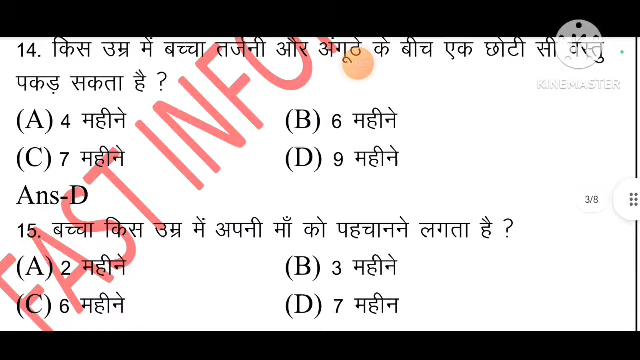 14. किस उम्र में बच्चा तर्जनी और अंगूठे के बीच एक छोटी सी वस्तु
पकड़ सकता है ?
KINEMASTER
(A) 4 महीने (B) 6 महीने
(C) 7 महीने (D) 9 महीने
Ans-D
3/8
15. बच्चा किस उम्र में अपनी माँ को पहचानने लगता है ?
(A) 2 महीने (B) 3 महीने
(C) 6 महीने (D) 7 महीन
FAST INFO